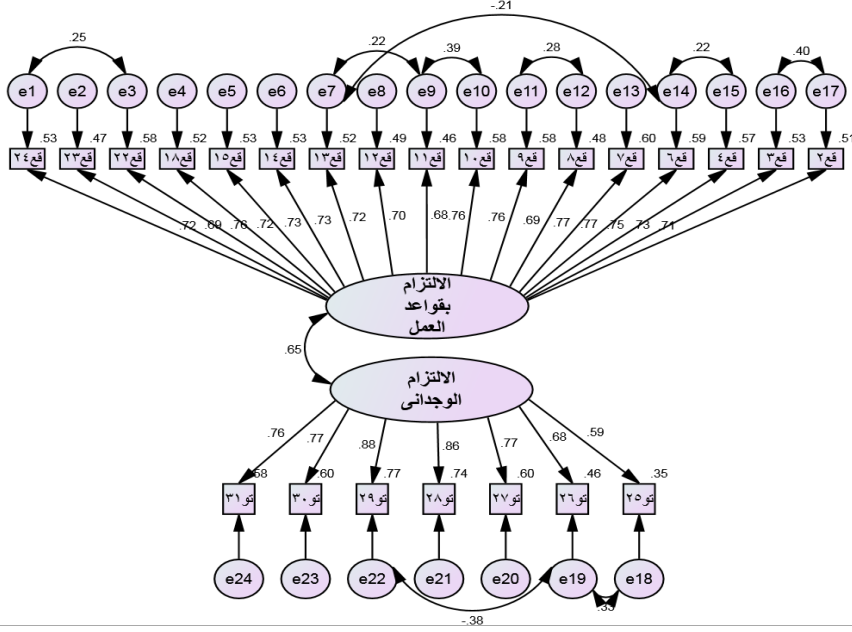 -.21
.25
.22
.39
.28
.22
.40
e1 e2 e3 e4 e5 e6 e7 e8 e9 e10 e11 e12 e13 e14 e15 e16 e17
.53 .47 .58 .52 .53 .53 .52 .49 .46 .58 .58 .48 .60 .59 .57 .53 .51
قع٢٤ قع٢٣ قع٢٢ قع١٨ قع١٥ قع١٤ قع١٣ قع١٢ قع١١ قع١٠ قع٩ قع٨ قع٧ قع٦ قع٤ قع٣ قع٢
.72 .69 .76 .72 .73 .73 .72 .70 .68 .76 .76 .69 .77 .77 .75 .73 .71
الالتزام
بقواعد
العمل
.65
الالتزام
الوجدانى
.76 .77 .88 .86 .77 .68 .59
.58 .60 .77 .74 .60 .46 .35
تو٣١ تو٣٠ تو٢٩ تو٢٨ تو٢٧ تو٢٦ تو٢٥
e24 e23 e22 e21 e20 e19 e18
-.38